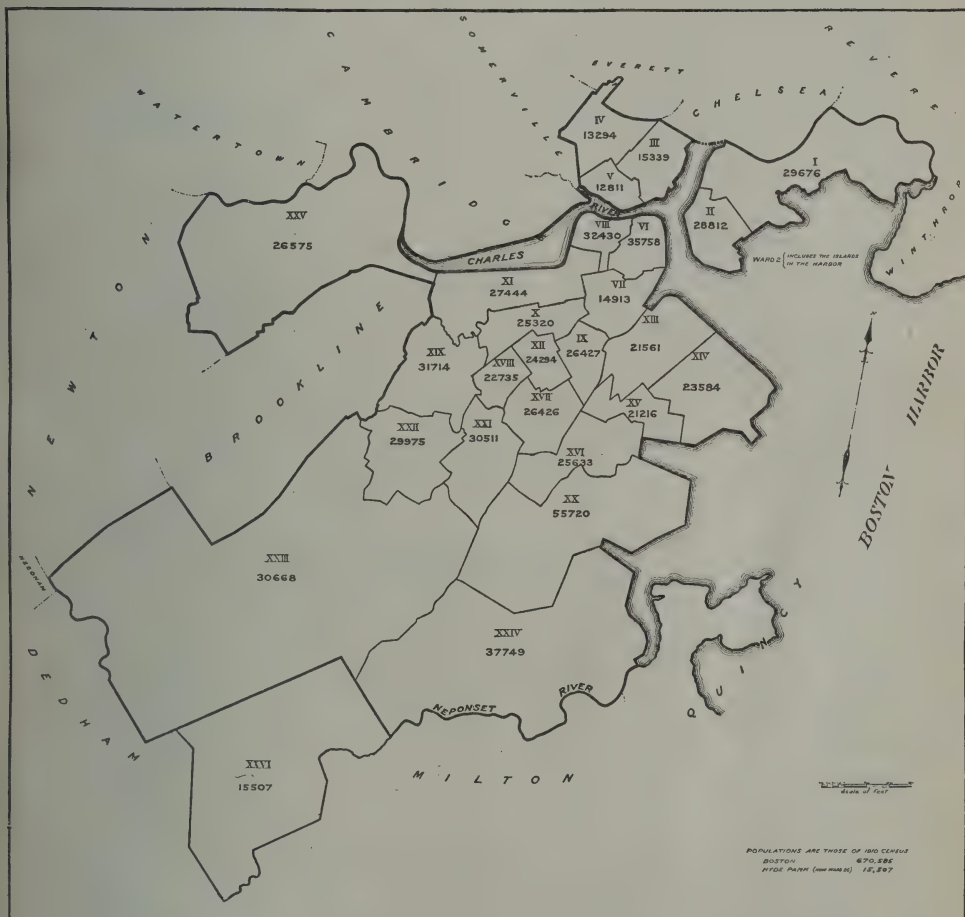 REVERE
CAMBRIDGE
SOMERVILLE
EVERETT
CHELSEA
WATERTOWN
IV
13294
III
15339
I
29676
V
12811
WINTHROP
XXV
26575
II
28812
RIVER
VIII
32430
VI
35758
WARD 2 { INCLUDES THE ISLANDS
IN THE HARBOR
CHARLES
NEWTON
XI
27444
VII
14913
X
25320
XIII
21561
IX
26427
BROOKLINE
XIX
31714
XII
24294
XIV
23584
XVIII
22735
XVII
26426
XV
21216
BOSTON HARBOR
XXII
29975
XXI
30511
XVI
25633
XX
55720
XXIII
30668
NEEDHAM
QUINCY
XXIV
37749
DEDHAM
NEPONSET RIVER
XXVI
15507
MILTON
Scale of Feet
POPULATIONS ARE THOSE OF 1910 CENSUS
BOSTON 670,585
HYDE PARK (NOW WARD 26) 15,507